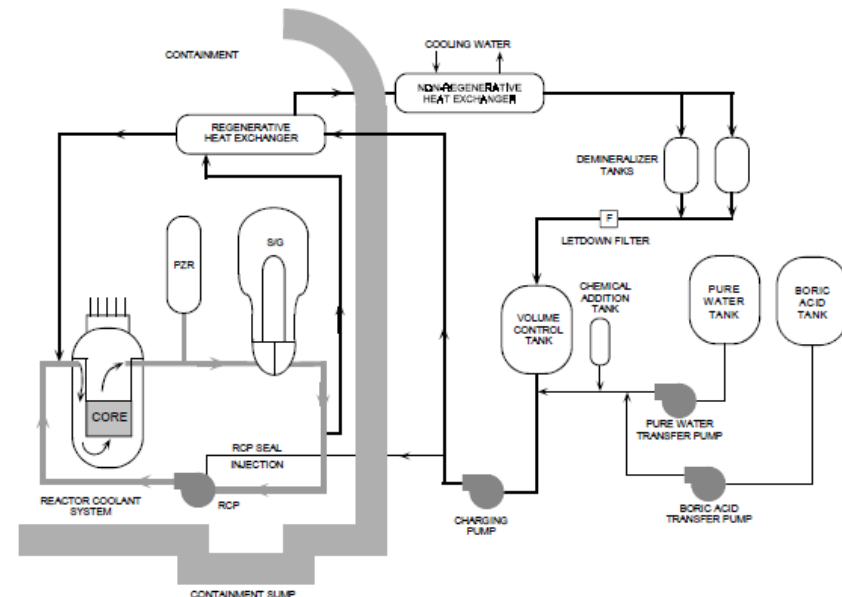 CONTAINMENT
COOLING WATER
NON-REGENERATIVE
HEAT EXCHANGER
REGENERATIVE
HEAT EXCHANGER
DEMINERALIZER
TANKS
F
LETDOWN FILTER
S/G
PZR
CHEMICAL
ADDITION
TANK
VOLUME
CONTROL
TANK
PURE
WATER
TANK
BORIC
ACID
TANK
CORE
PURE WATER
TRANSFER PUMP
RCP SEAL
INJECTION
REACTOR COOLANT
SYSTEM
RCP
CHARGING
PUMP
BORIC ACID
TRANSFER PUMP
CONTAINMENT SUMP